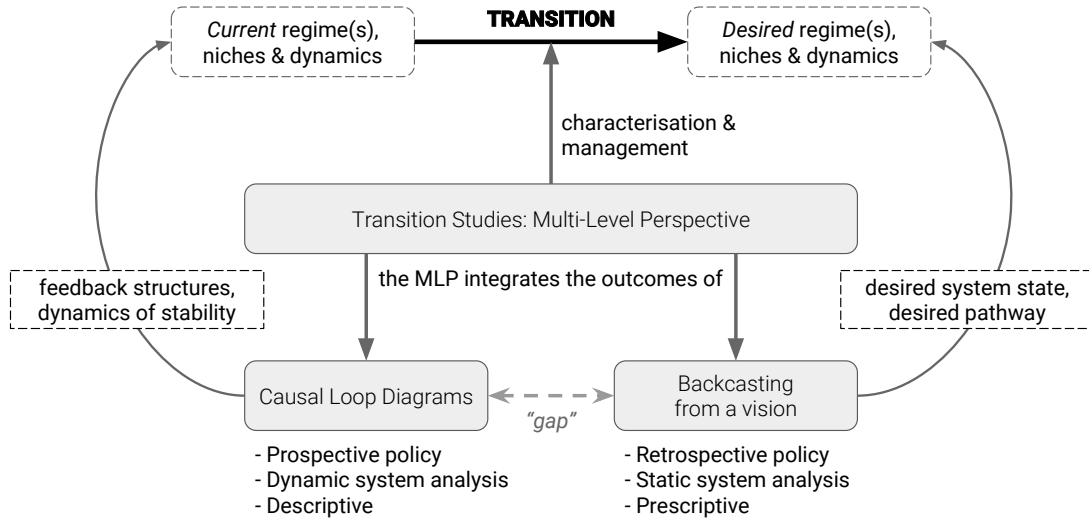 TRANSITION
Current regime(s),
niches & dynamics
Desired regime(s),
niches & dynamics
characterisation &
management
Transition Studies: Multi-Level Perspective
the MLP integrates the outcomes of
feedback structures,
dynamics of stability
desired system state,
desired pathway
Causal Loop Diagrams
"gap"
Backcasting
from a vision
- Prospective policy
- Dynamic system analysis
- Descriptive
- Retrospective policy
- Static system analysis
- Prescriptive